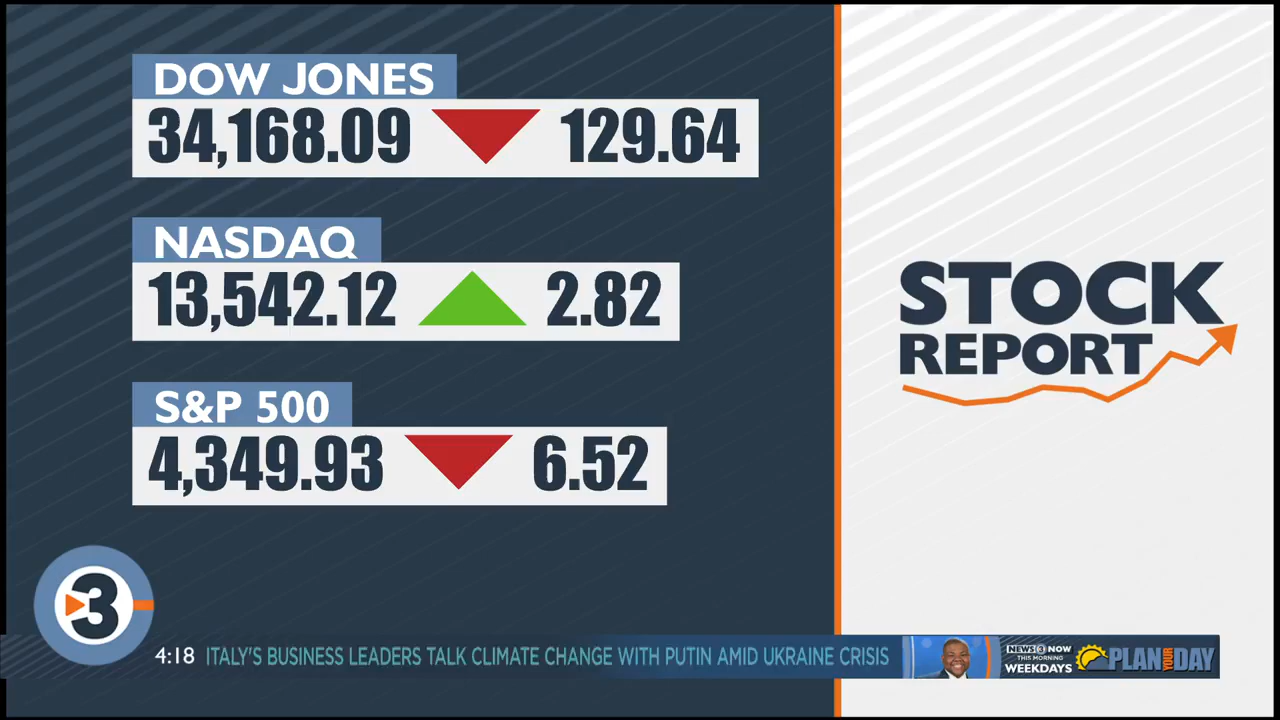 DOW JONES
34,168.09 129.64
NASDAQ
13,542.12 2.82
S&P 500
4,349.93 6.52
STOCK
REPORT
3
4:18 ITALY'S BUSINESS LEADERS TALK CLIMATE CHANGE WITH PUTIN AMID UKRAINE CRISIS
NEWS 3 NOW
THIS MORNING
WEEKDAYS
PLAN YOUR DAY